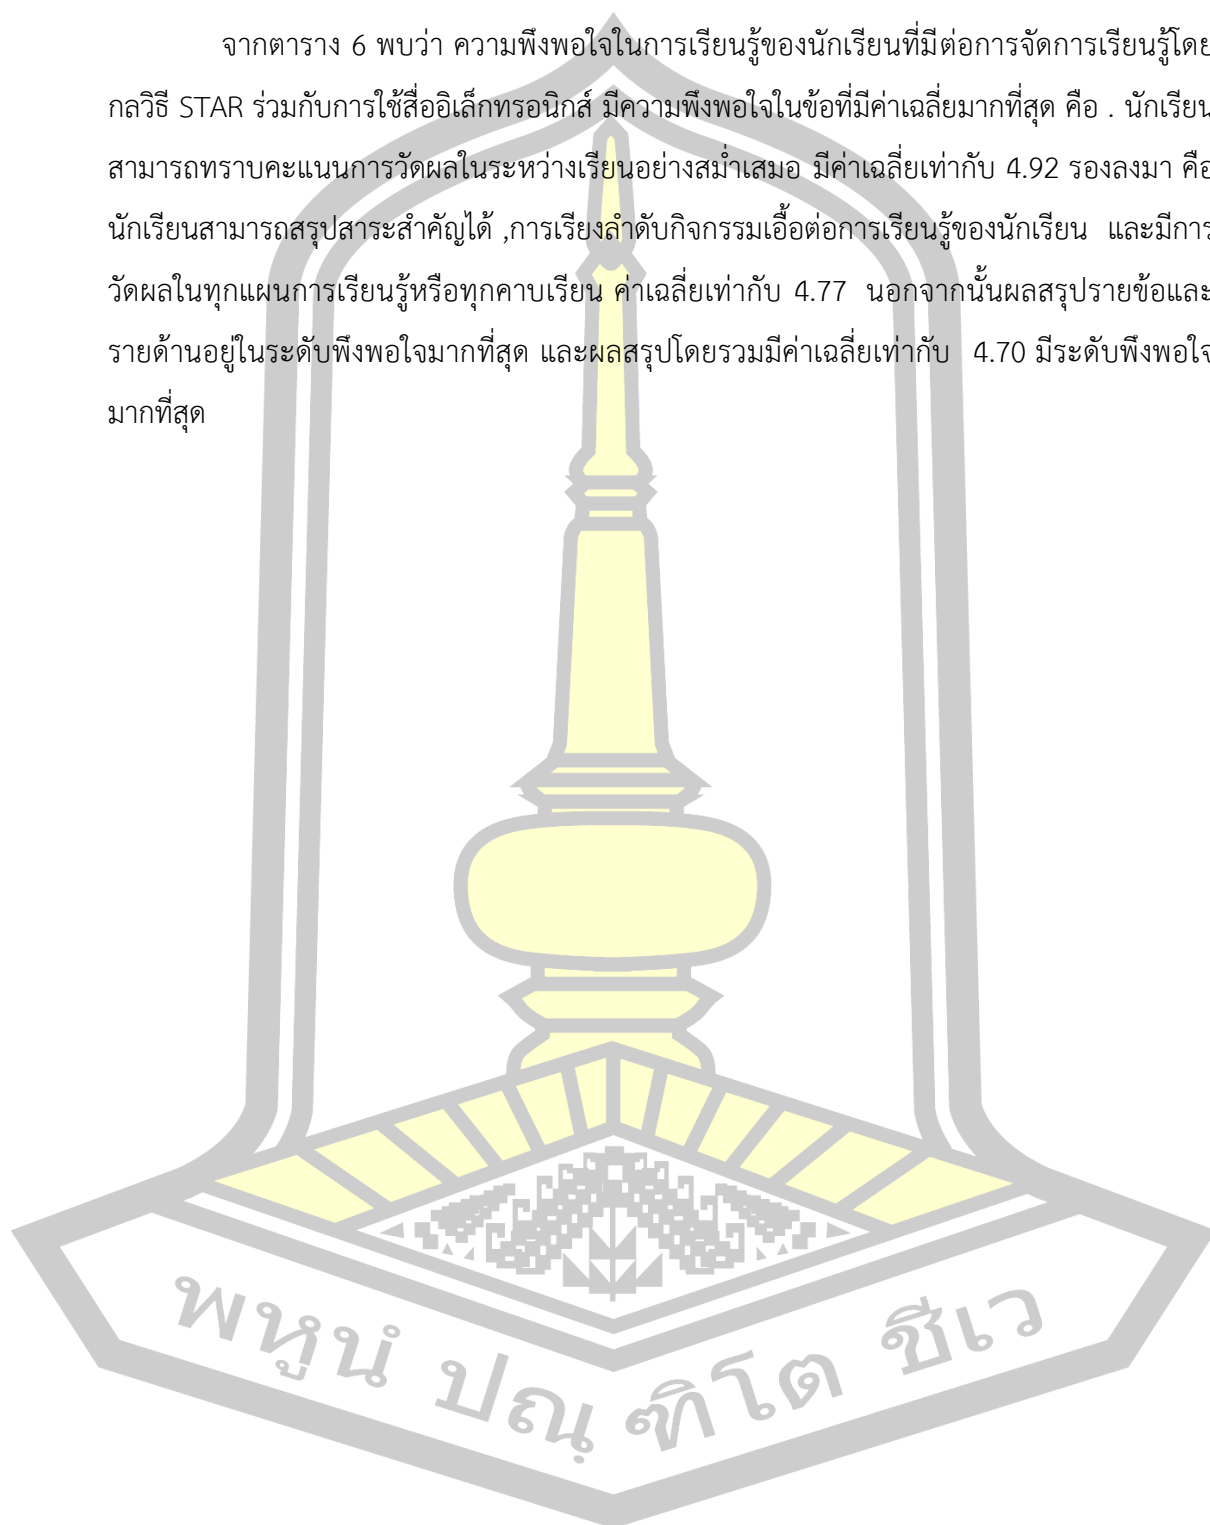 จากตาราง 6 พบว่า ความพึงพอใจในการเรียนรู้ของนักเรียนที่มีต่อการจัดการเรียนรู้โดย
กลวิธี STAR ร่วมกับการใช้สื่ออิเล็กทรอนิกส์ มีความพึงพอใจในข้อที่มีค่าเฉลี่ยมากที่สุด คือ . นักเรียน
สามารถทราบคะแนนการวัดผลในระหว่างเรียนอย่างสม่ำเสมอ มีค่าเฉลี่ยเท่ากับ 4.92 รองลงมา คือ
นักเรียนสามารถสรุปสาระสำคัญได้ ,การเรียงลำดับกิจกรรมเอื้อต่อการเรียนรู้ของนักเรียน และมีการ
วัดผลในทุกแผนการเรียนรู้หรือทุกคาบเรียน ค่าเฉลี่ยเท่ากับ 4.77 นอกจากนั้นผลสรุปรายข้อและ
รายด้านอยู่ในระดับพึงพอใจมากที่สุด และผลสรุปโดยรวมมีค่าเฉลี่ยเท่ากับ 4.70 มีระดับพึงพอใจ
มากที่สุด
พหูนํ ปณฺฑิโต ชีเว